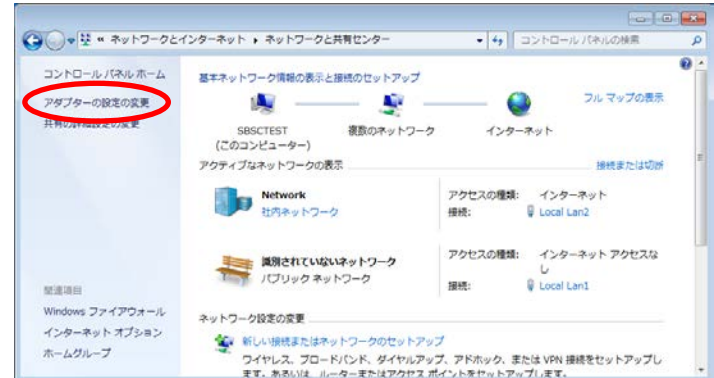 « ネットワークとインターネット ▸ ネットワークと共有センター
コントロール パネルの検索
コントロール パネル ホーム
アダプターの設定の変更
共有の詳細設定の変更
関連項目
Windows ファイアウォール
インターネット オプション
ホームグループ
基本ネットワーク情報の表示と接続のセットアップ
フル マップの表示
SBSCTEST
(このコンピューター)
複数のネットワーク
インターネット
アクティブなネットワークの表示
接続または切断
Network
社内ネットワーク
アクセスの種類: インターネット
接続: Local Lan2
識別されていないネットワーク
パブリック ネットワーク
アクセスの種類: インターネット アクセスな
し
接続: Local Lan1
ネットワーク設定の変更
新しい接続またはネットワークのセットアップ
ワイヤレス、ブロードバンド、ダイヤルアップ、アドホック、または VPN 接続をセットアップし
ます。あるいは、ルーターまたはアクセス ポイントをセットアップします。